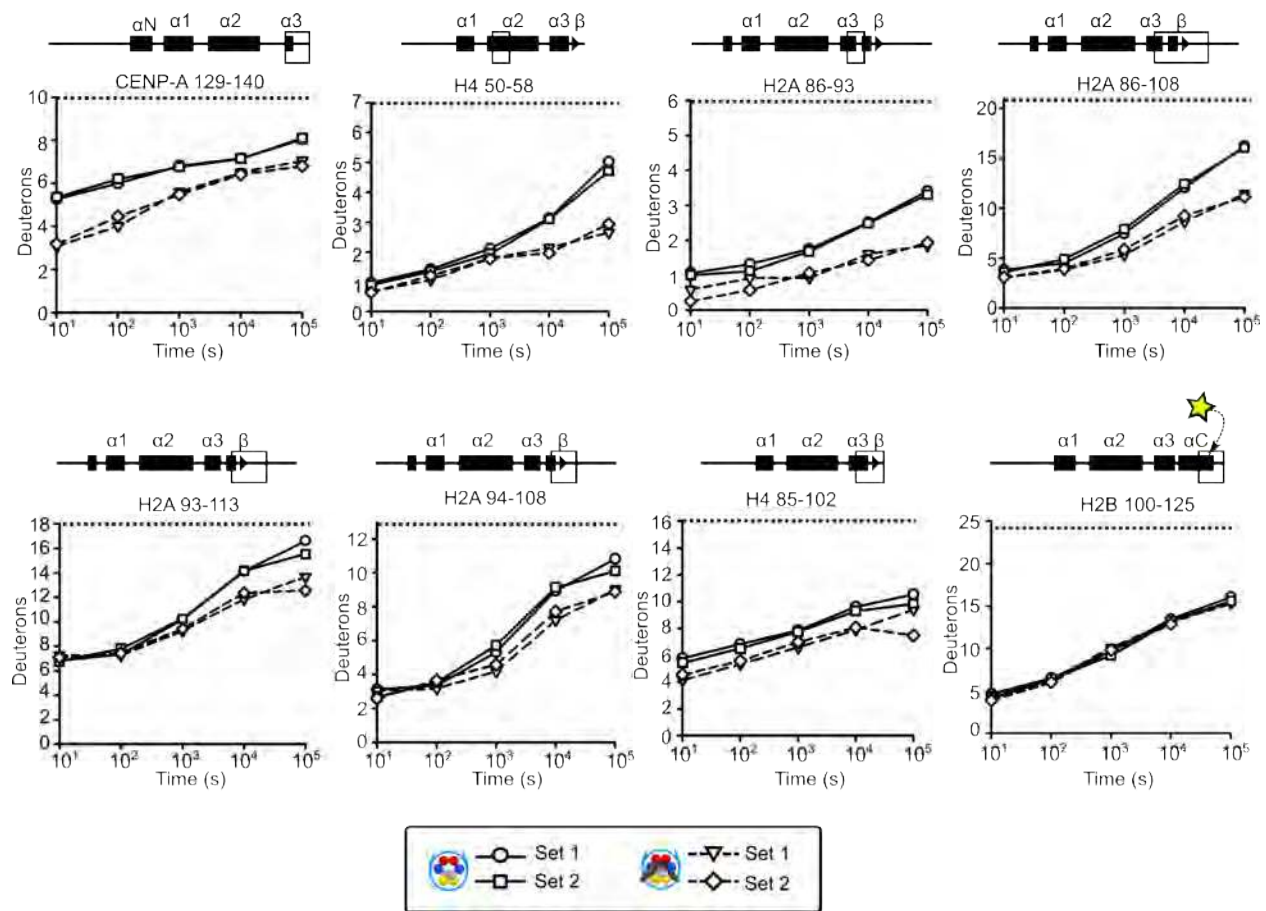 αN α1 α2 α3
CENP-A 129-140
10
8
6
4
2
0
Deuterons
10¹ 10² 10³ 10⁴ 10⁵
Time (s)
α1 α2 α3 β
H4 50-58
7
6
5
4
3
2
1
0
Deuterons
10¹ 10² 10³ 10⁴ 10⁵
Time (s)
α1 α2 α3 β
H2A 86-93
6
5
4
3
2
1
0
Deuterons
10¹ 10² 10³ 10⁴ 10⁵
Time (s)
α1 α2 α3 β
H2A 86-108
20
15
10
5
0
Deuterons
10¹ 10² 10³ 10⁴ 10⁵
Time (s)
α1 α2 α3 β
H2A 93-113
18
16
14
12
10
8
6
4
2
0
Deuterons
10¹ 10² 10³ 10⁴ 10⁵
Time (s)
α1 α2 α3 β
H2A 94-108
12
10
8
6
4
2
0
Deuterons
10¹ 10² 10³ 10⁴ 10⁵
Time (s)
α1 α2 α3 β
H4 85-102
16
14
12
10
8
6
4
2
0
Deuterons
10¹ 10² 10³ 10⁴ 10⁵
Time (s)
α1 α2 α3 αC
H2B 100-125
25
20
15
10
5
0
Deuterons
10¹ 10² 10³ 10⁴ 10⁵
Time (s)
Set 1 Set 1
Set 2 Set 2